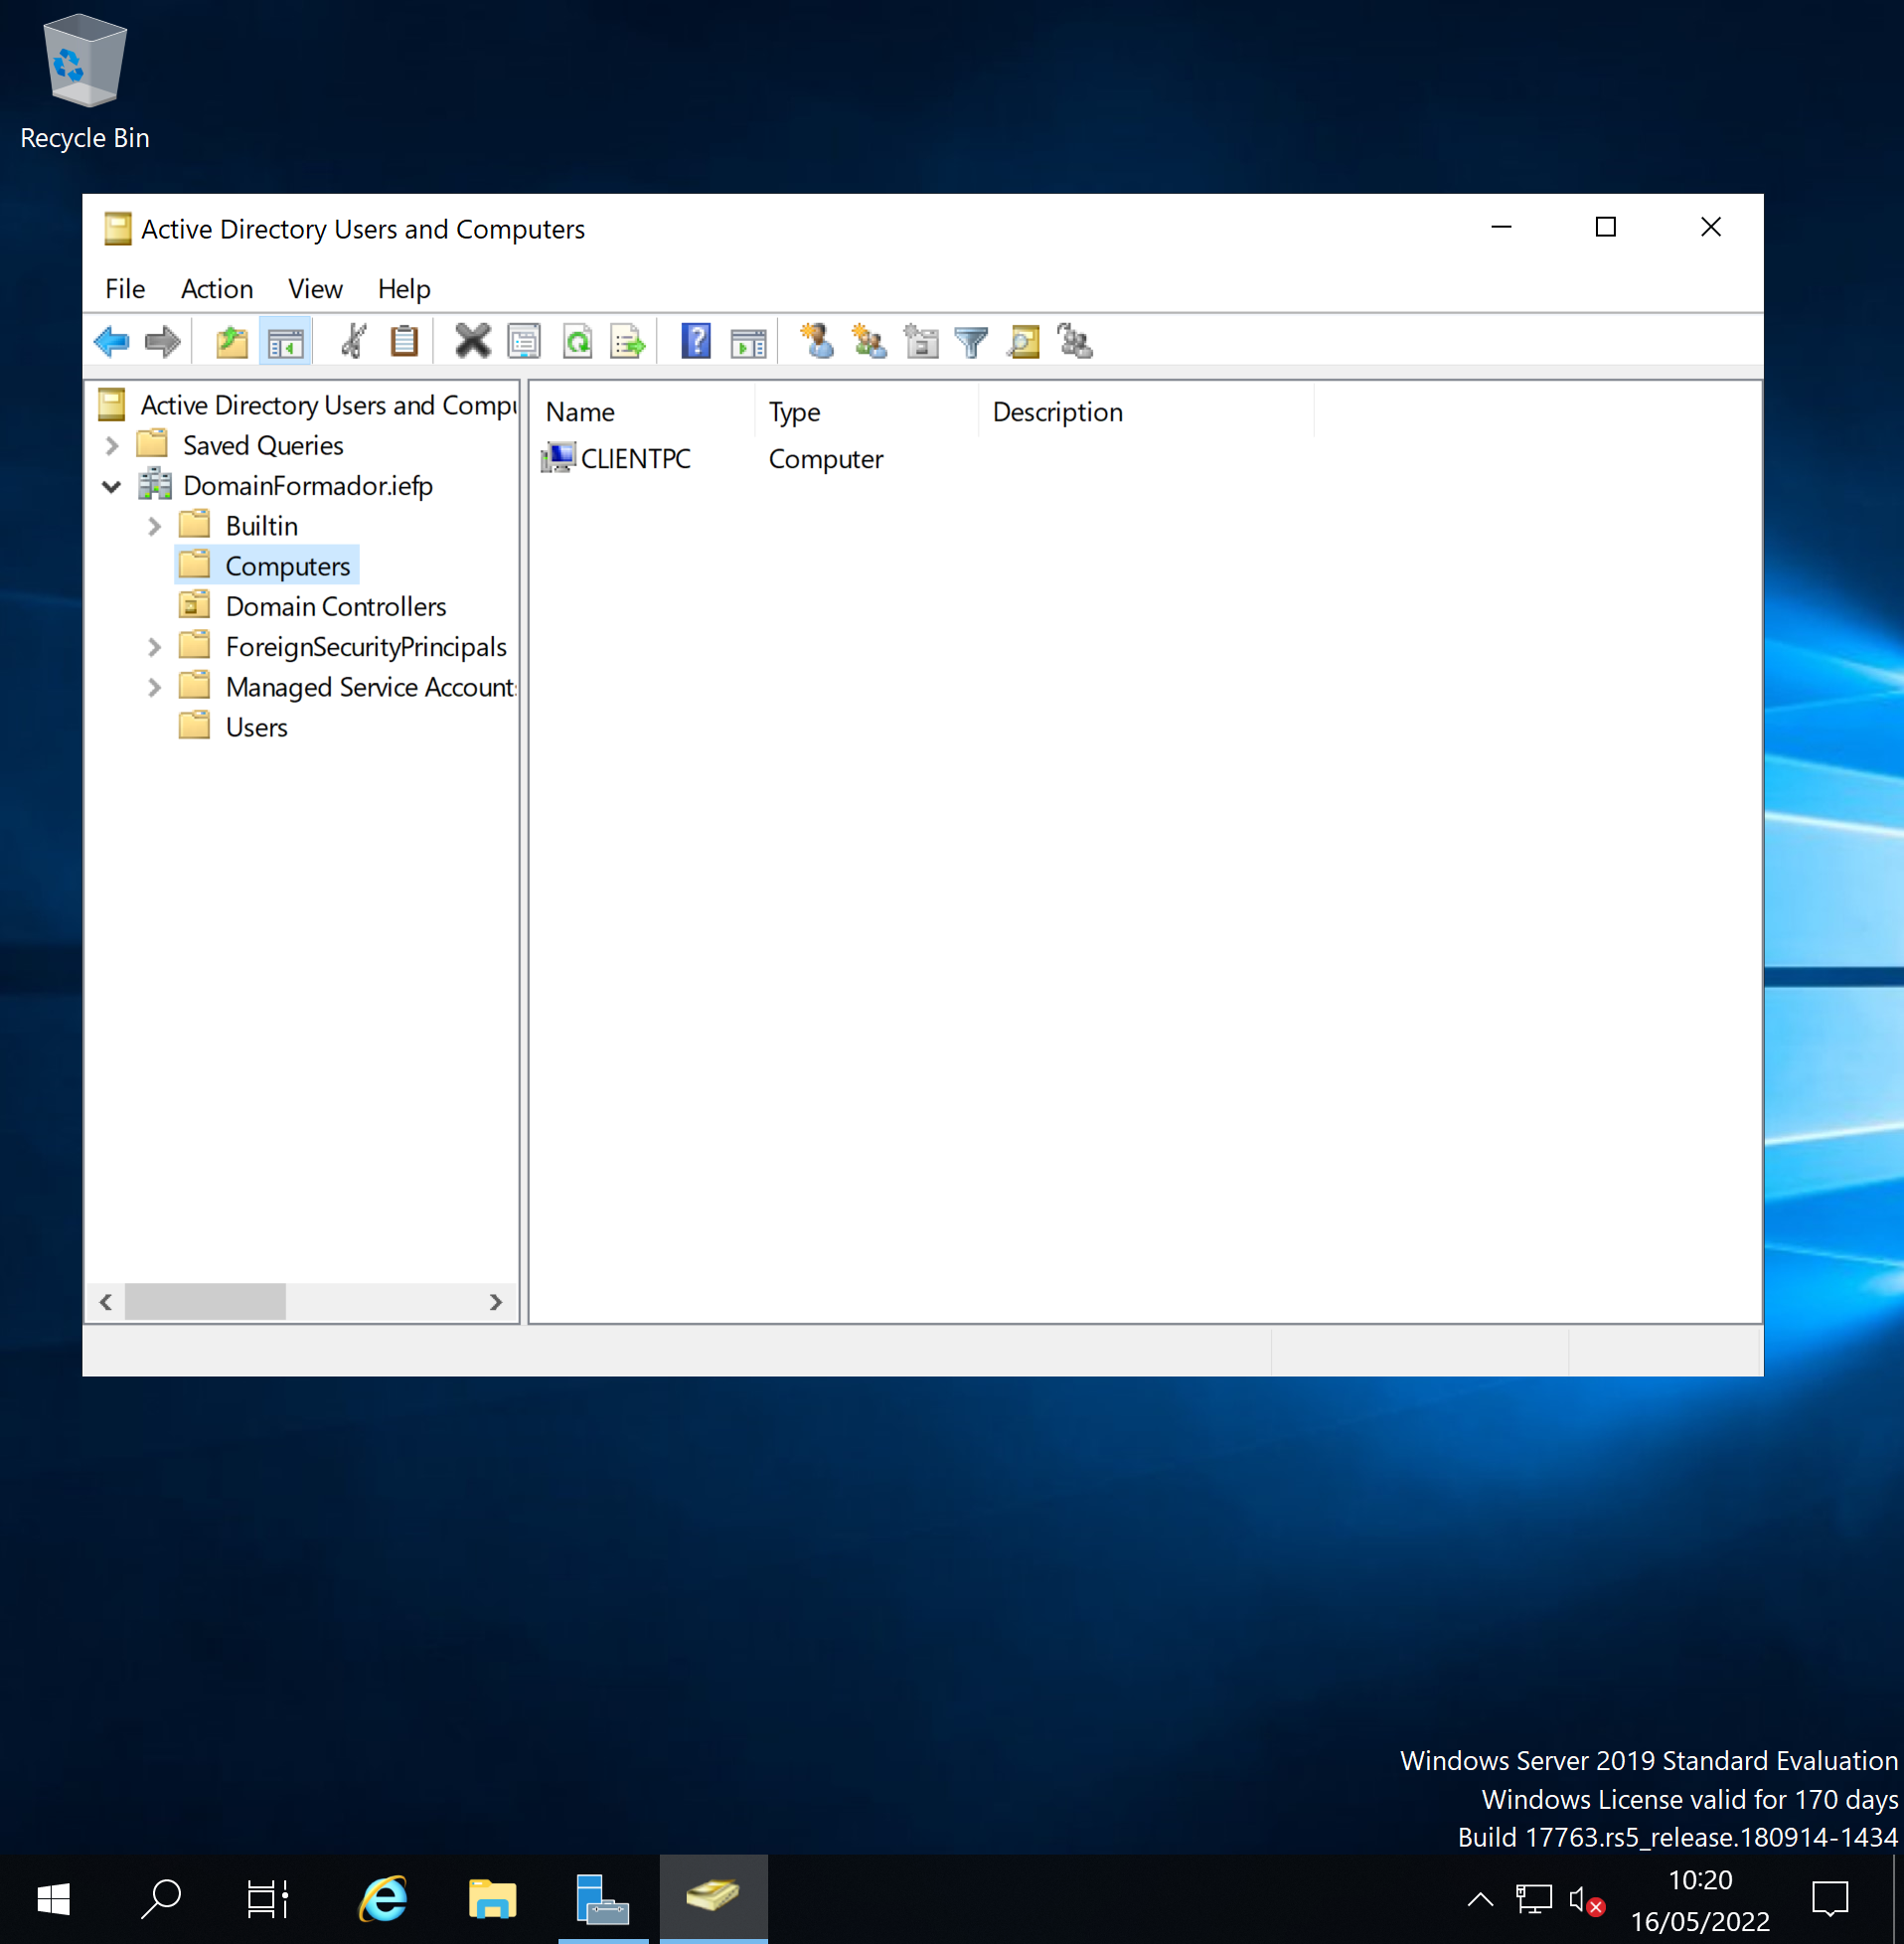 Recycle Bin
Active Directory Users and Computers
File Action View Help
Active Directory Users and
Saved Queries
DomainFormador.iefp
Builtin
Computers
Domain Controllers
ForeignSecurityPrincipals
Managed Service
Users
Name Type Description
CLIENTPC Computer
Windows Server 2019 Standard Evaluation
Windows License valid for 170 days
Build 17763.rs5_release.180914-1434
10:20
16/05/2022